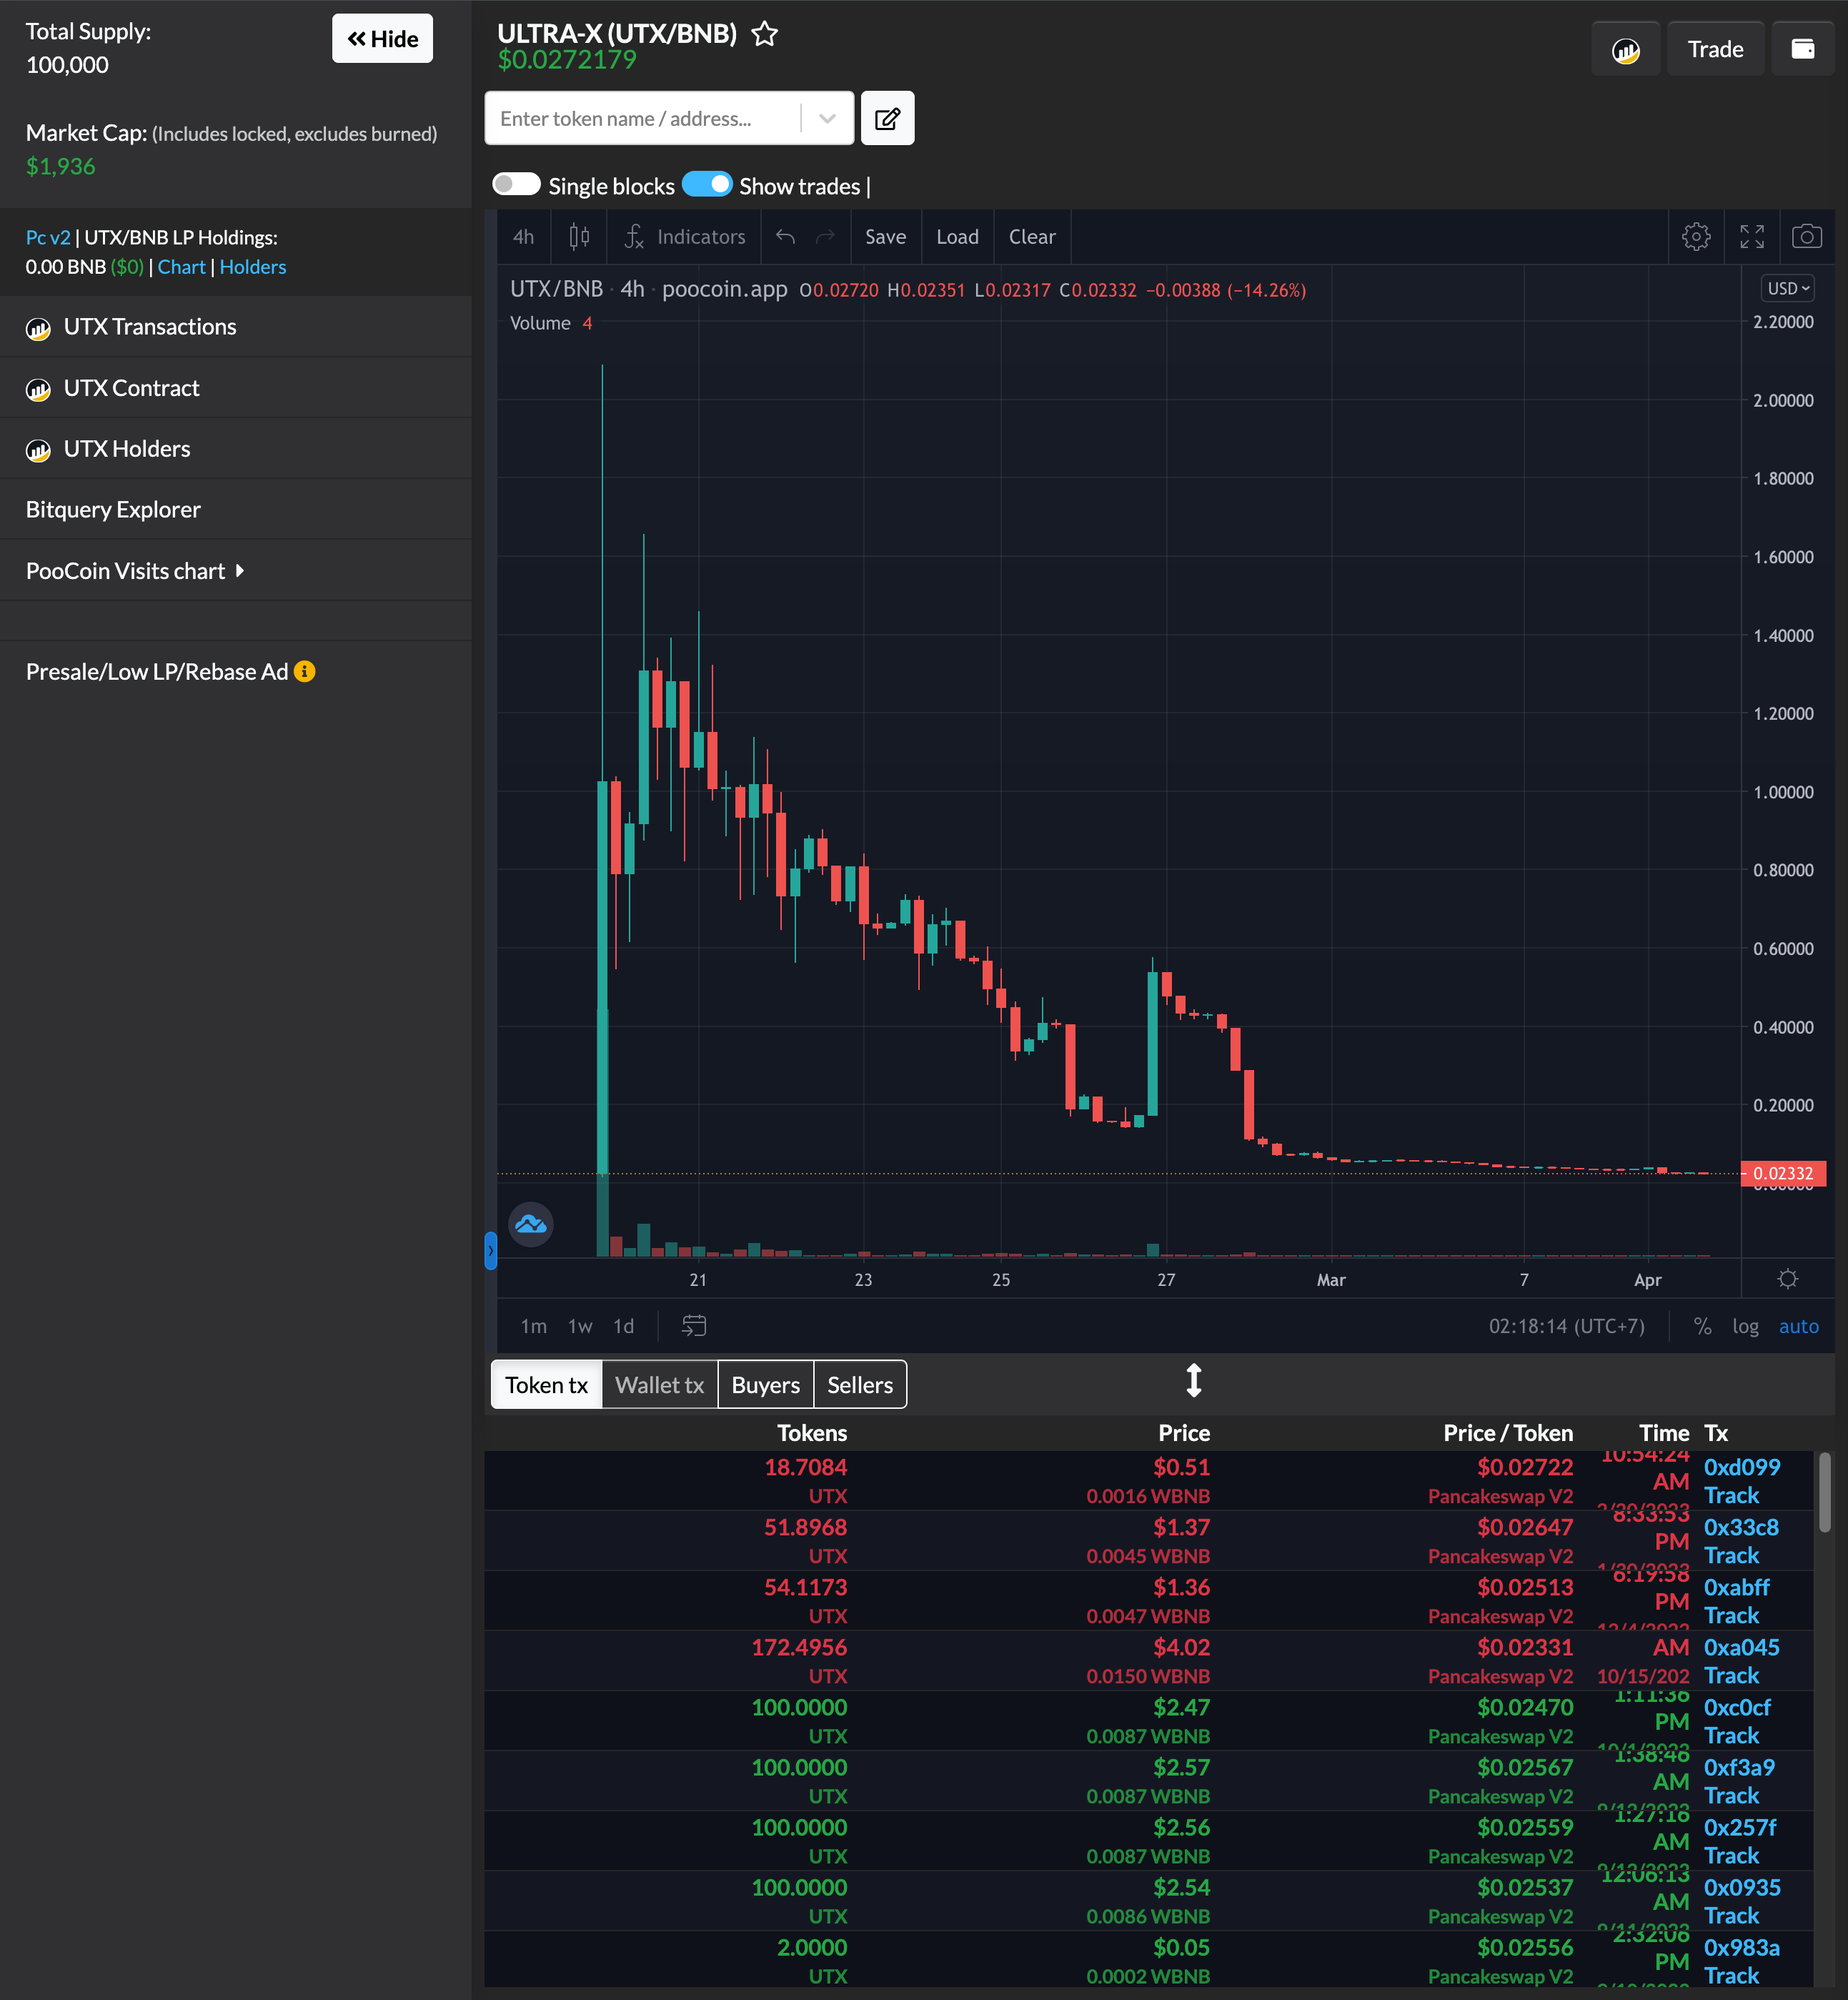 Total Supply:
100,000
Hide
Market Cap: (Includes locked, excludes burned)
$1,936
Pc v2 | UTX/BNB LP Holdings:
0.00 BNB ($0) | Chart | Holders
UTX Transactions
UTX Contract
UTX Holders
Bitquery Explorer
PooCoin Visits chart
Presale/Low LP/Rebase Ad
ULTRA-X (UTX/BNB)
$0.0272179
Trade
Enter token name / address...
Single blocks Show trades |
4h Indicators Save Load Clear
UTX/BNB · 4h · poocoin.app O0.02720 H0.02351 L0.02317 C0.02332 −0.00388 (−14.26%)
Volume 4
USD
2.20000
2.00000
1.80000
1.60000
1.40000
1.20000
1.00000
0.80000
0.60000
0.40000
0.20000
0.02332
21 23 25 27 Mar 7 Apr
1m 1w 1d 02:18:14 (UTC+7) % log auto
Token tx Wallet tx Buyers Sellers
Tokens Price Price / Token Time Tx
18.7084 $0.51 $0.02722 10:54:24 AM 0xd099
UTX 0.0016 WBNB Pancakeswap V2 Track
51.8968 $1.37 $0.02647 8:33:53 PM 0x33c8
UTX 0.0045 WBNB Pancakeswap V2 Track
54.1173 $1.36 $0.02513 6:19:58 PM 0xabff
UTX 0.0047 WBNB Pancakeswap V2 Track
172.4956 $4.02 $0.02331 AM 0xa045
UTX 0.0150 WBNB Pancakeswap V2 10/15/202 Track
100.0000 $2.47 $0.02470 1:11:36 PM 0xc0cf
UTX 0.0087 WBNB Pancakeswap V2 Track
100.0000 $2.57 $0.02567 1:38:46 AM 0xf3a9
UTX 0.0087 WBNB Pancakeswap V2 Track
100.0000 $2.56 $0.02559 1:27:16 AM 0x257f
UTX 0.0087 WBNB Pancakeswap V2 Track
100.0000 $2.54 $0.02537 12:06:13 AM 0x0935
UTX 0.0086 WBNB Pancakeswap V2 Track
2.0000 $0.05 $0.02556 2:32:06 PM 0x983a
UTX 0.0002 WBNB Pancakeswap V2 Track